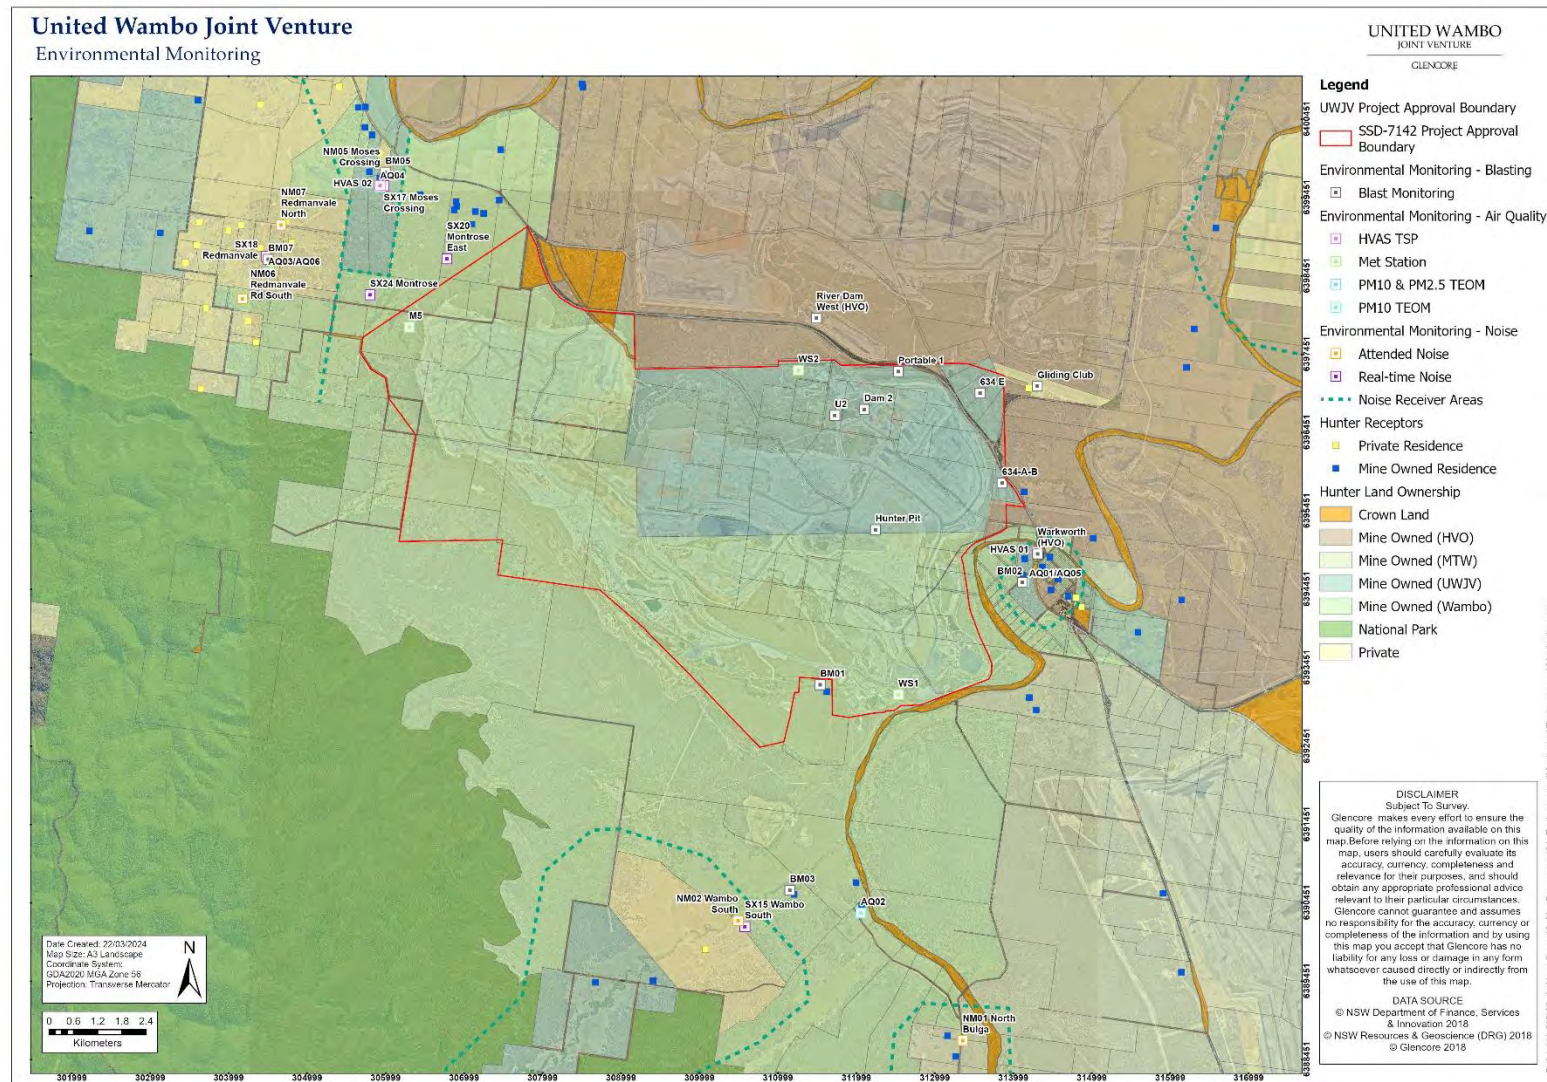 United Wambo Joint Venture
Environmental Monitoring
UNITED WAMBO
JOINT VENTURE
GLENCORE
Legend
UWJV Project Approval Boundary
SSD-7142 Project Approval
Boundary
Environmental Monitoring - Blasting
Blast Monitoring
Environmental Monitoring - Air Quality
HVAS TSP
Met Station
PM10 & PM2.5 TEOM
PM10 TEOM
Environmental Monitoring - Noise
Attended Noise
Real-time Noise
Noise Receiver Areas
Hunter Receptors
Private Residence
Mine Owned Residence
Hunter Land Ownership
Crown Land
Mine Owned (HVO)
Mine Owned (MTW)
Mine Owned (UWJV)
Mine Owned (Wambo)
National Park
Private
NM05 Moses
Crossing
BM05
AQ04
HVAS 02
SX17 Moses
Crossing
NM07
Redmanvale
North
SX20
Montrose
East
SX18
Redmanvale
BM07
AQ03/AQ06
NM06
Redmanvale
Rd South
SX24 Montrose
M5
River Dam
West (HVO)
WS2
Portable 1
634 E
Gliding Club
U2
Dam 2
634-A-B
Hunter Pit
Warkworth
(HVO)
HVAS 01
BM02
AQ01/AQ05
BM01
WS1
BM03
NM02 Wambo
South
SX15 Wambo
South
AQ02
NM01 North
Bulga
6400451
6399451
6398451
6397451
6396451
6395451
6394451
6393451
6392451
6391451
6390451
6389451
6388451
Date Created: 22/03/2024
Map Size: A3 Landscape
Coordinate System:
GDA2020 MGA Zone 56
Projection: Transverse Mercator
N
0 0.6 1.2 1.8 2.4
Kilometers
301999 302999 303999 304999 305999 306999 307999 308999 309999 310999 311999 312999 313999 314999 315999 316999
DISCLAIMER
Subject To Survey.
Glencore makes every effort to ensure the
quality of the information available on this
map.Before relying on the information on this
map, users should carefully evaluate its
accuracy, currency, completeness and
relevance for their purposes, and should
obtain any appropriate professional advice
relevant to their particular circumstances.
Glencore cannot guarantee and assumes
no responsibility for the accuracy, currency or
completeness of the information and by using
this map you accept that Glencore has no
liability for any loss or damage in any form
whatsoever caused directly or indirectly from
the use of this map.
DATA SOURCE
© NSW Department of Finance, Services
& Innovation 2018
© NSW Resources & Geoscience (DRG) 2018
© Glencore 2018